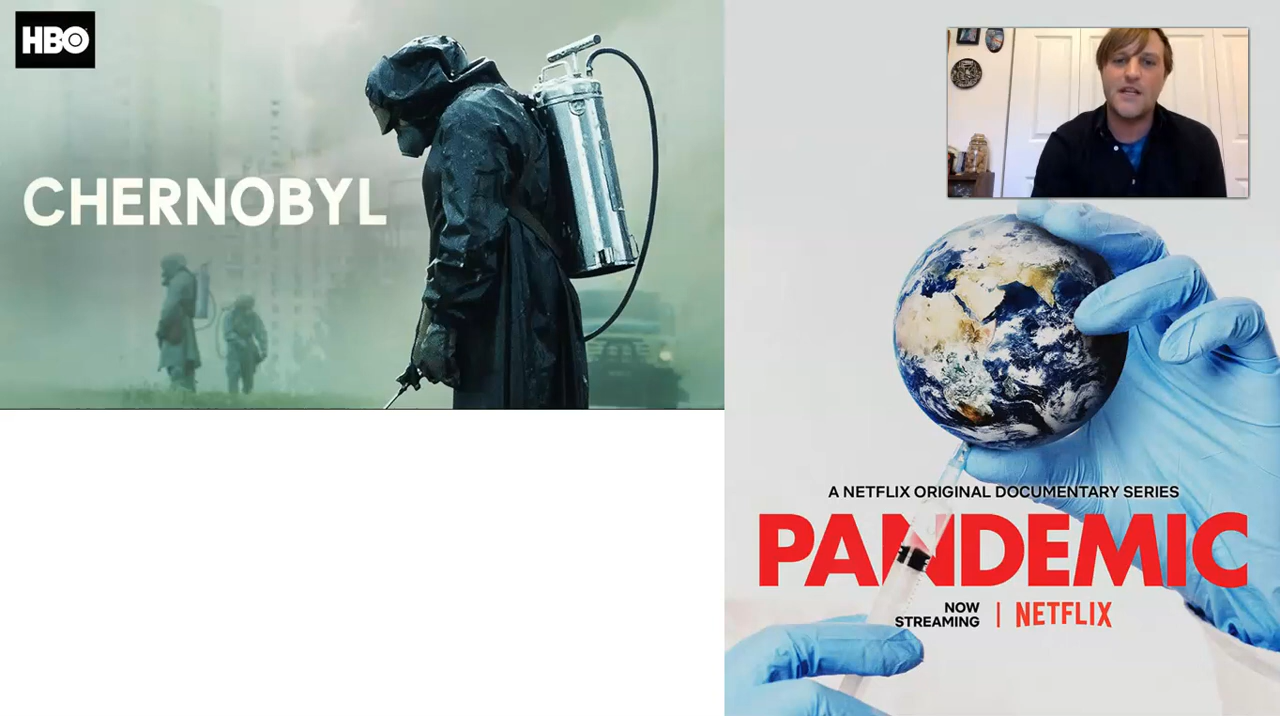 HBO
CHERNOBYL
A NETFLIX ORIGINAL DOCUMENTARY SERIES
PANDEMIC
NOW
STREAMING
NETFLIX